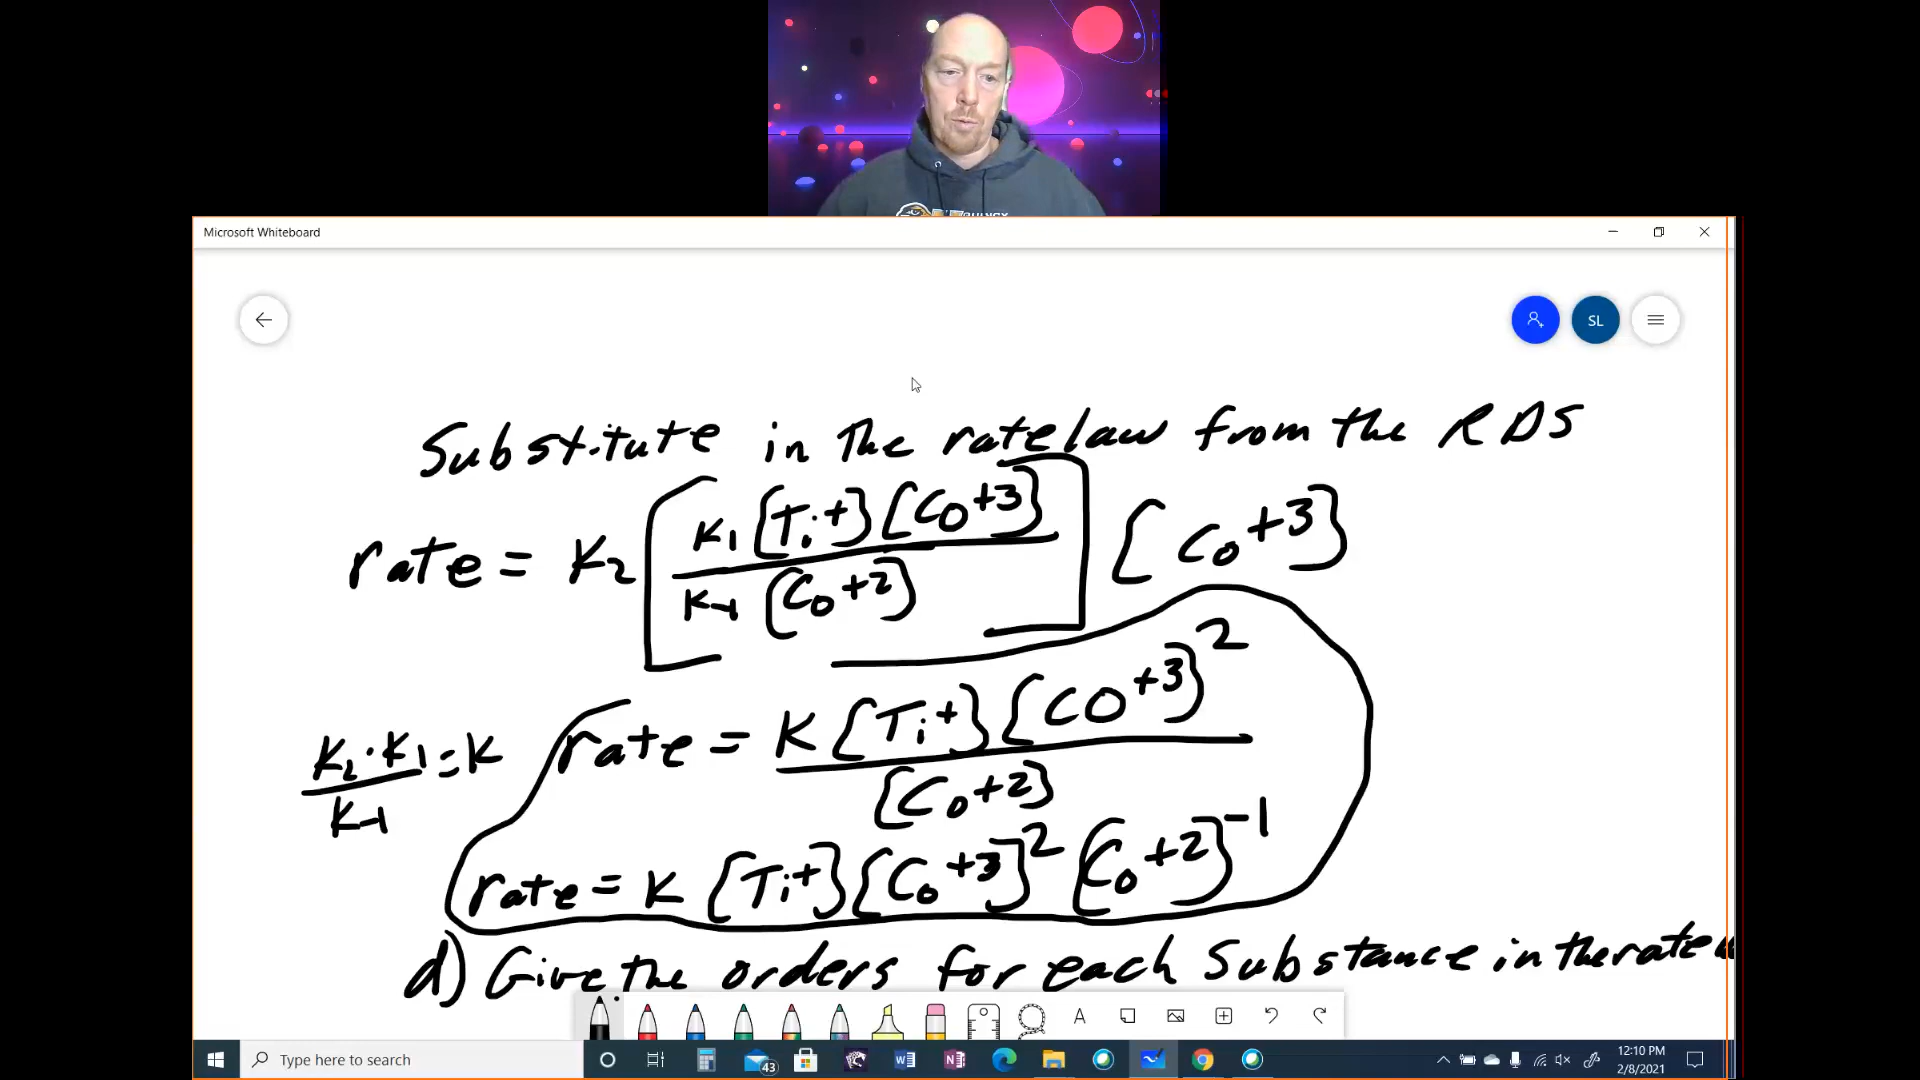 Microsoft Whiteboard
SL
Substitute in the rate law from the RDS
rate = K2 [K1 [Ti+] [Co+3] / K-1 [Co+2]] [Co+3]
rate = K [Ti+] [CO+3]^2 / [Co+2]
K2 · K1 / K-1 = K
rate = K [Ti+] [Co+3]^2 [Co+2]^-1
d) Give the orders for each Substance in the rate
A
Type here to search
43
12:10 PM
2/8/2021